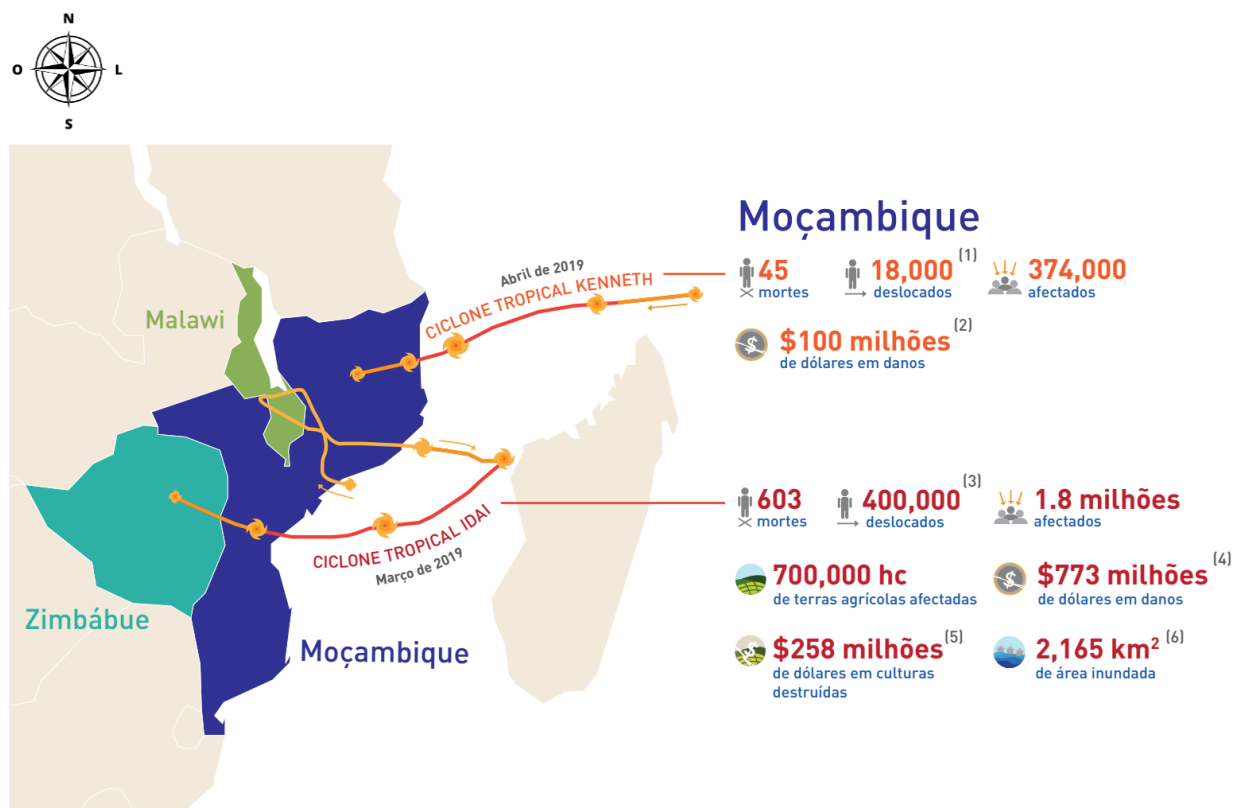 N
O
L
S
Moçambique
Abril de 2019
CICLONE TROPICAL KENNETH
45
mortes
18,000 (1)
deslocados
374,000
afectados
$100 milhões (2)
de dólares em danos
Malawi
603
mortes
400,000 (3)
deslocados
1.8 milhões
afectados
CICLONE TROPICAL IDAI
Março de 2019
700,000 hc
de terras agrícolas afectadas
$773 milhões (4)
de dólares em danos
Zimbábue
Moçambique
$258 milhões (5)
de dólares em culturas
destruídas
2,165 km² (6)
de área inundada